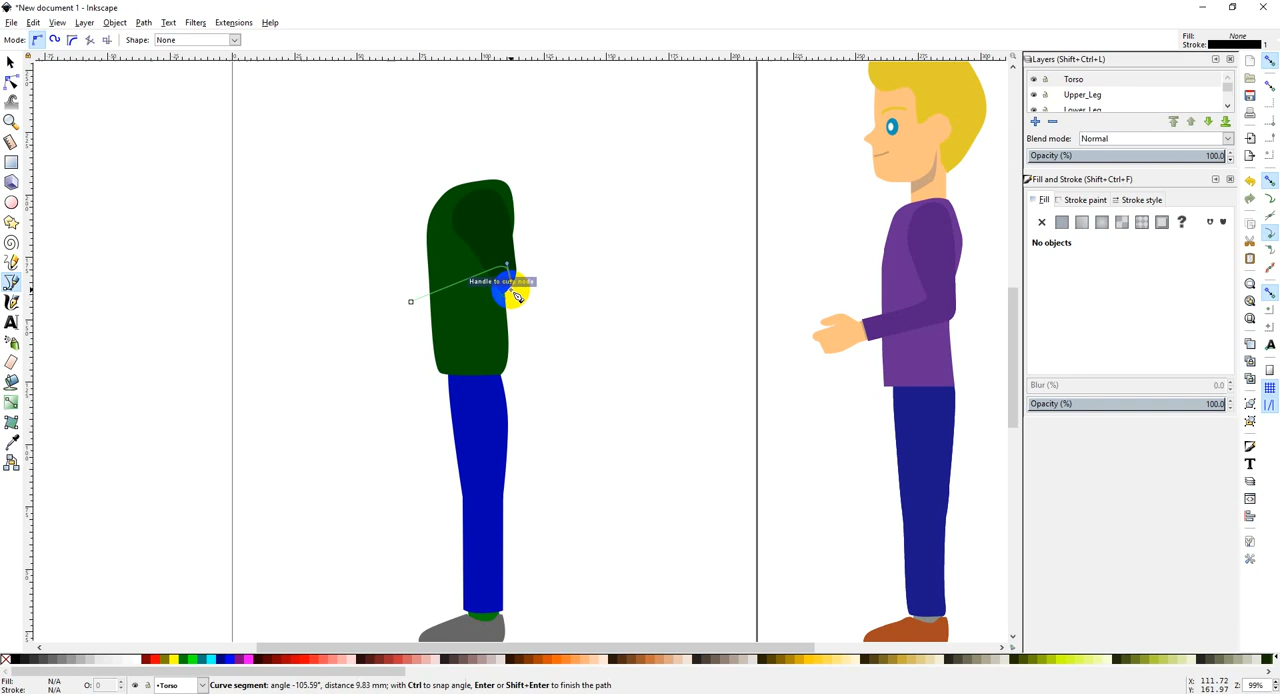 *New document 1 - Inkscape
File Edit View Layer Object Path Text Filters Extensions Help
Mode: Shape: None
Fill: None
Stroke: 1
Layers (Shift+Ctrl+L)
Torso
Upper_Leg
Lower_Leg
Blend mode: Normal
Opacity (%) 100.0
Fill and Stroke (Shift+Ctrl+F)
Fill Stroke paint Stroke style
No objects
Handle to cusp node
Blur (%) 0.0
Opacity (%) 100.0
Fill: N/A
Stroke: N/A
O: 0
•Torso
Curve segment: angle -105.59°, distance 9.83 mm; with Ctrl to snap angle, Enter or Shift+Enter to finish the path
X: 111.72
Y: 161.97
Z: 99%